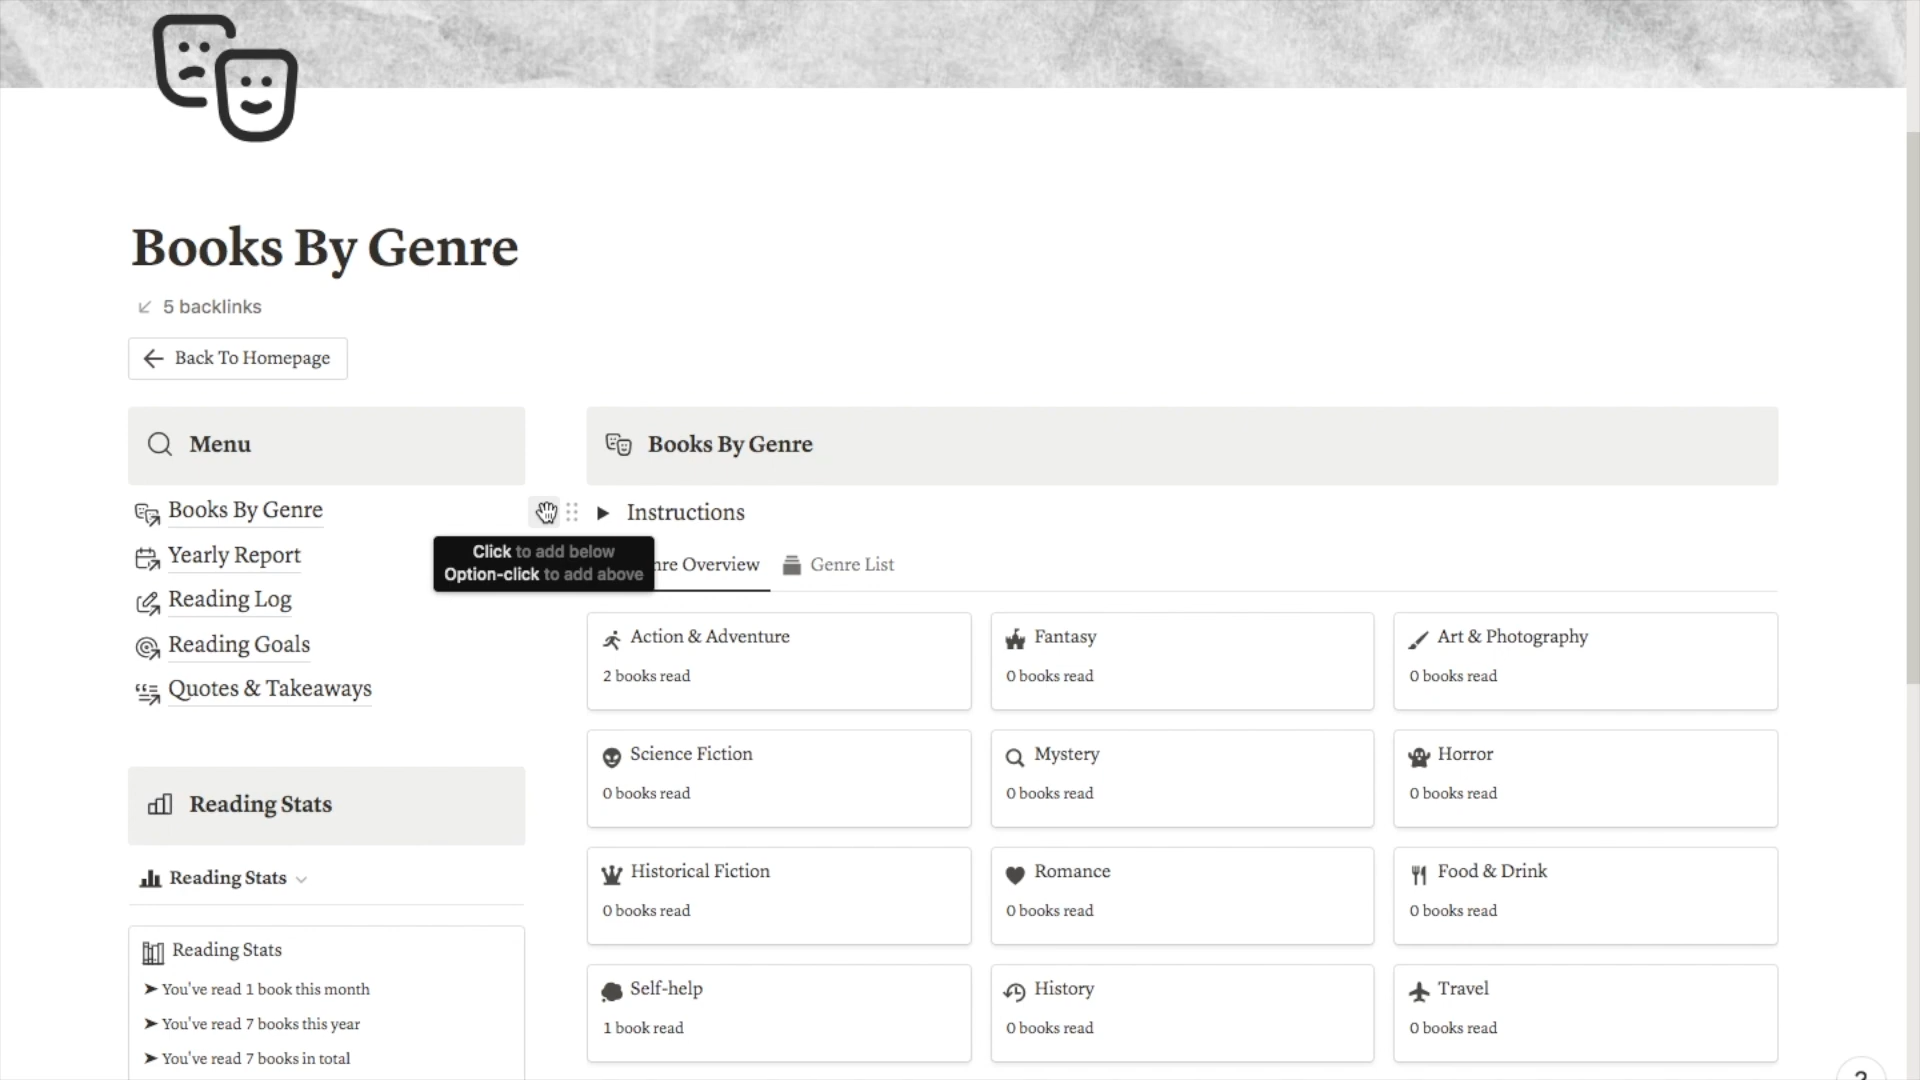 Books By Genre
5 backlinks
Back To Homepage
Menu
Books By Genre
Yearly Report
Reading Log
Reading Goals
Quotes & Takeaways
Reading Stats
Reading Stats
Reading Stats
➤ You've read 1 book this month
➤ You've read 7 books this year
➤ You've read 7 books in total
Books By Genre
Instructions
Click to add below
Option-click to add above
nre Overview
Genre List
Action & Adventure
2 books read
Fantasy
0 books read
Art & Photography
0 books read
Science Fiction
0 books read
Mystery
0 books read
Horror
0 books read
Historical Fiction
0 books read
Romance
0 books read
Food & Drink
0 books read
Self-help
1 book read
History
0 books read
Travel
0 books read